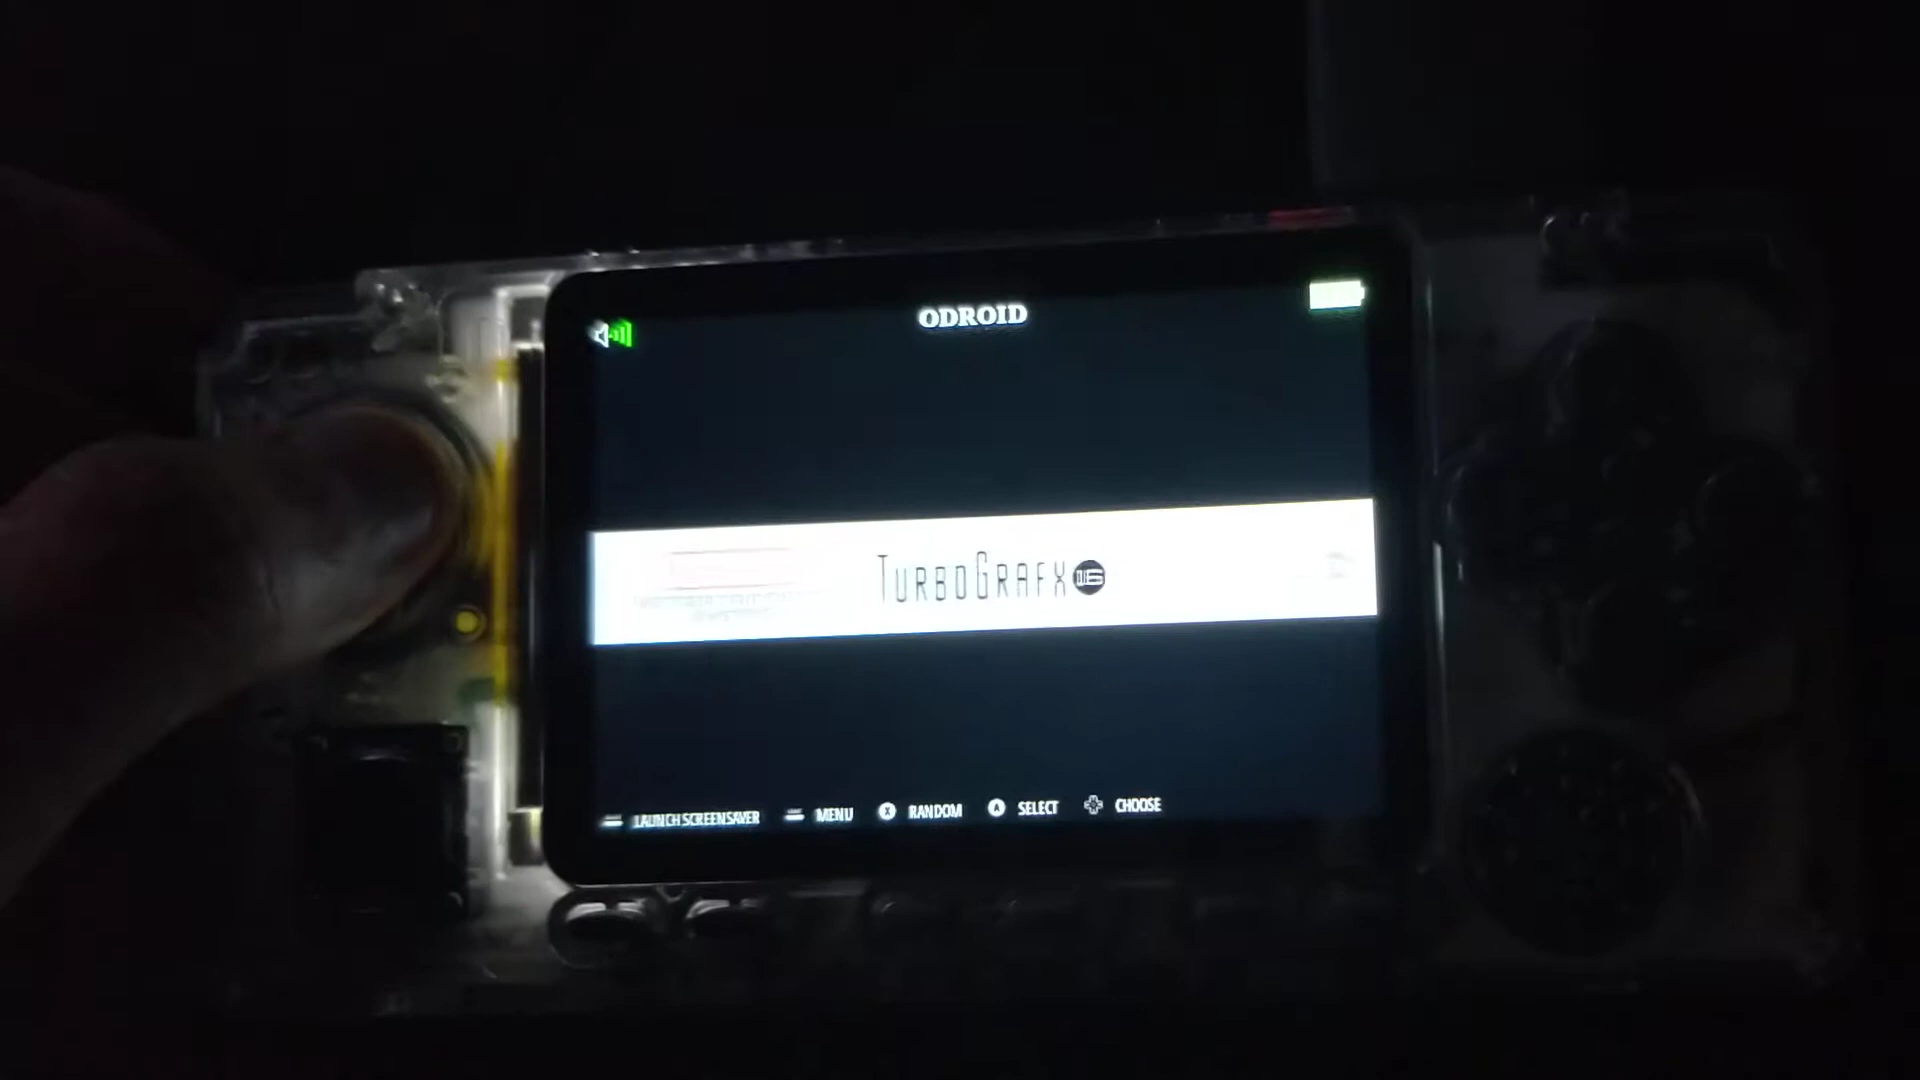 ODROID
TURBOGRAFX 16
LAUNCH SCREENSAVER MENU X RANDOM A SELECT CHOOSE